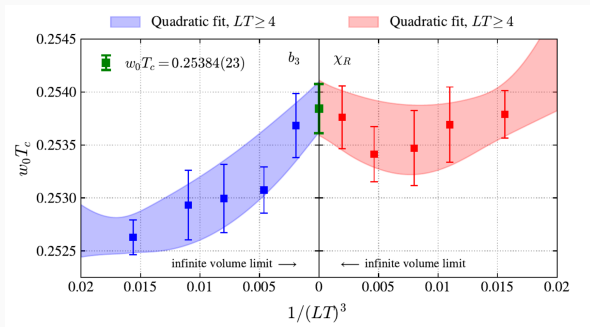 Quadratic fit, LT ≥ 4
Quadratic fit, LT ≥ 4
0.2545
0.2540
0.2535
0.2530
0.2525
w₀T_c
w₀T_c = 0.25384(23)
b₃
χ_R
infinite volume limit →
← infinite volume limit
0.02 0.015 0.01 0.005 0 0.005 0.01 0.015 0.02
1/(LT)³